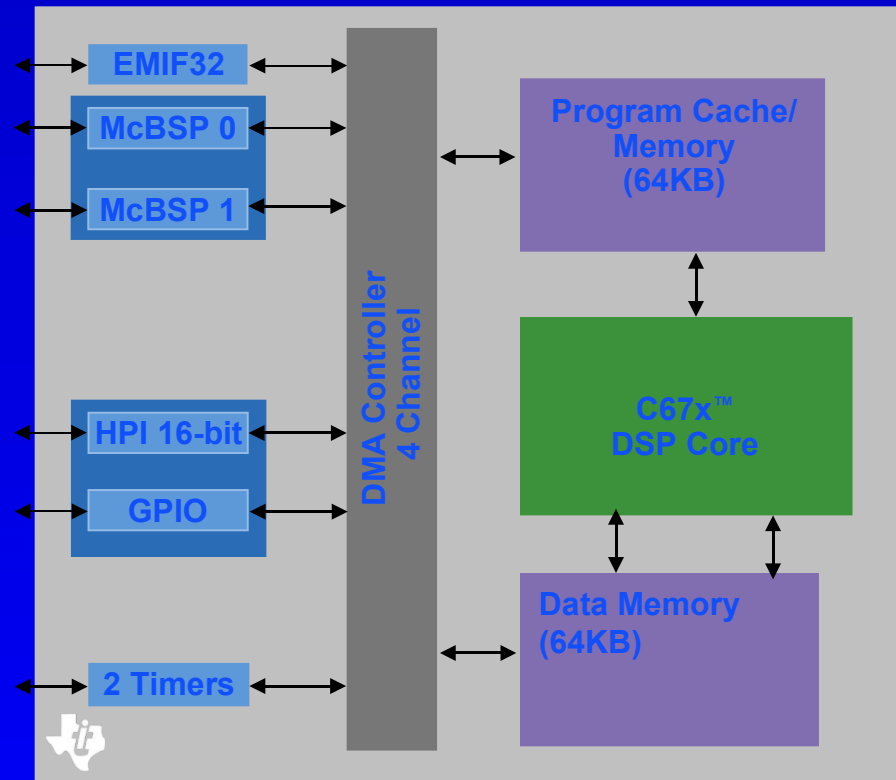 EMIF32
McBSP 0
McBSP 1
HPI 16-bit
GPIO
2 Timers
DMA Controller
4 Channel
Program Cache/
Memory
(64KB)
C67x™
DSP Core
Data Memory
(64KB)